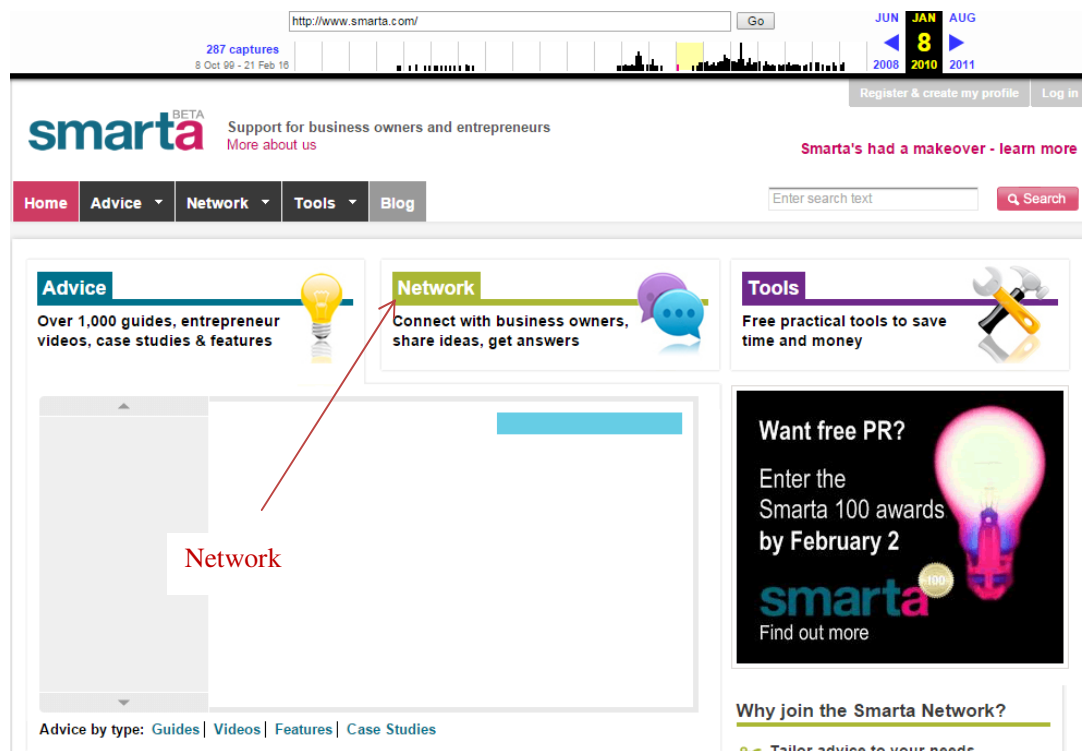 http://www.smarta.com/
Go
JUN JAN AUG
287 captures
8
8 Oct 99 - 21 Feb 16
2008 2010 2011
Register & create my profile
Log in
smarta
BETA
Support for business owners and entrepreneurs
More about us
Smarta's had a makeover - learn more
Home
Advice
Network
Tools
Blog
Enter search text
Search
Advice
Over 1,000 guides, entrepreneur
videos, case studies & features
Network
Connect with business owners,
share ideas, get answers
Tools
Free practical tools to save
time and money
Network
Want free PR?
Enter the
Smarta 100 awards
by February 2
smarta
100
Find out more
Advice by type: Guides| Videos| Features| Case Studies
Why join the Smarta Network?
Tailor advice to your needs